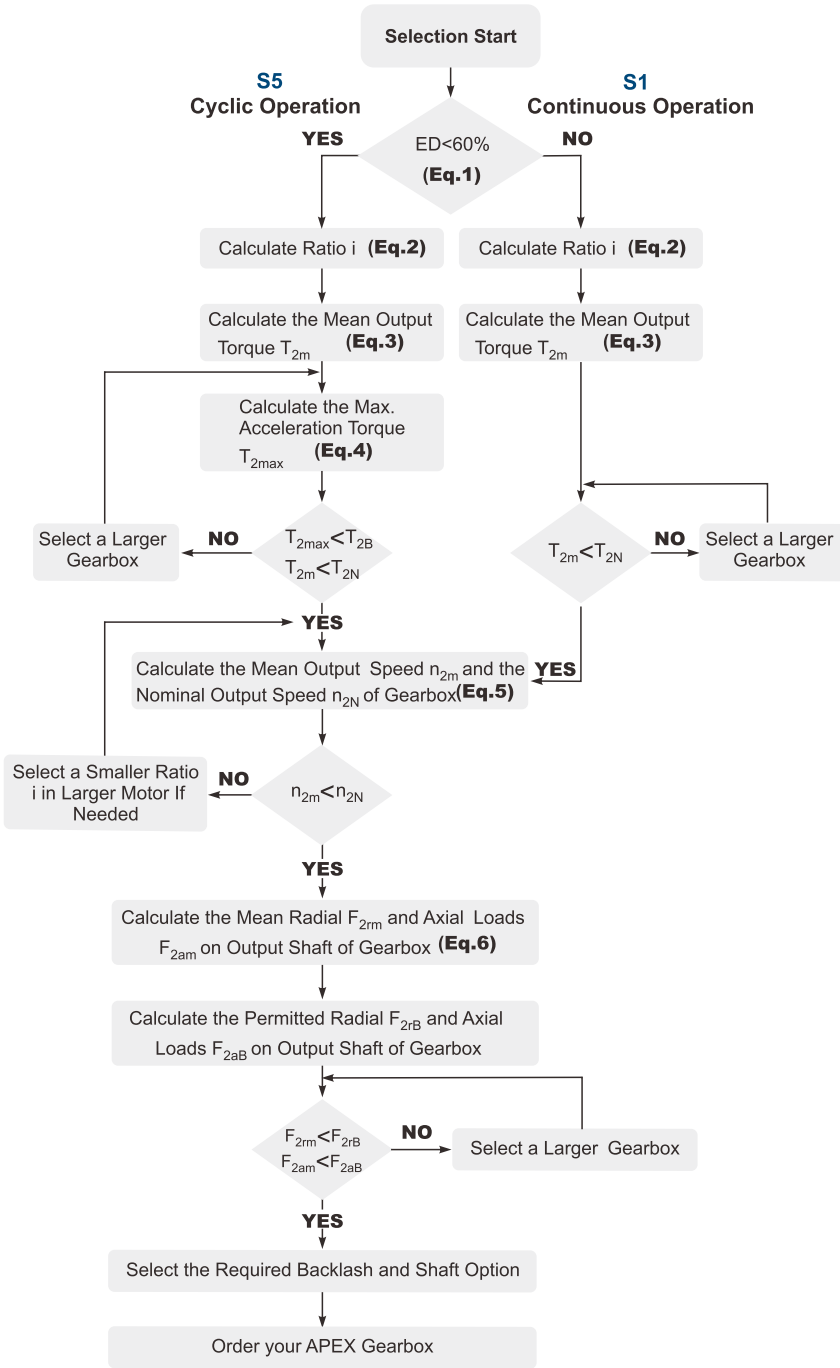 Selection Start
S5
Cyclic Operation
S1
Continuous Operation
YES
ED<60%
(Eq.1)
NO
Calculate Ratio i (Eq.2)
Calculate Ratio i (Eq.2)
Calculate the Mean Output
Torque T2m (Eq.3)
Calculate the Mean Output
Torque T2m (Eq.3)
Calculate the Max.
Acceleration Torque
T2max (Eq.4)
Select a Larger
Gearbox
NO
T2max<T2B
T2m<T2N
T2m<T2N
NO
Select a Larger
Gearbox
YES
Calculate the Mean Output Speed n2m and the
Nominal Output Speed n2N of Gearbox(Eq.5)
YES
Select a Smaller Ratio
i in Larger Motor If
Needed
NO
n2m<n2N
YES
Calculate the Mean Radial F2rm and Axial Loads
F2am on Output Shaft of Gearbox (Eq.6)
Calculate the Permitted Radial F2rB and Axial
Loads F2aB on Output Shaft of Gearbox
F2rm<F2rB
F2am<F2aB
NO
Select a Larger Gearbox
YES
Select the Required Backlash and Shaft Option
Order your APEX Gearbox